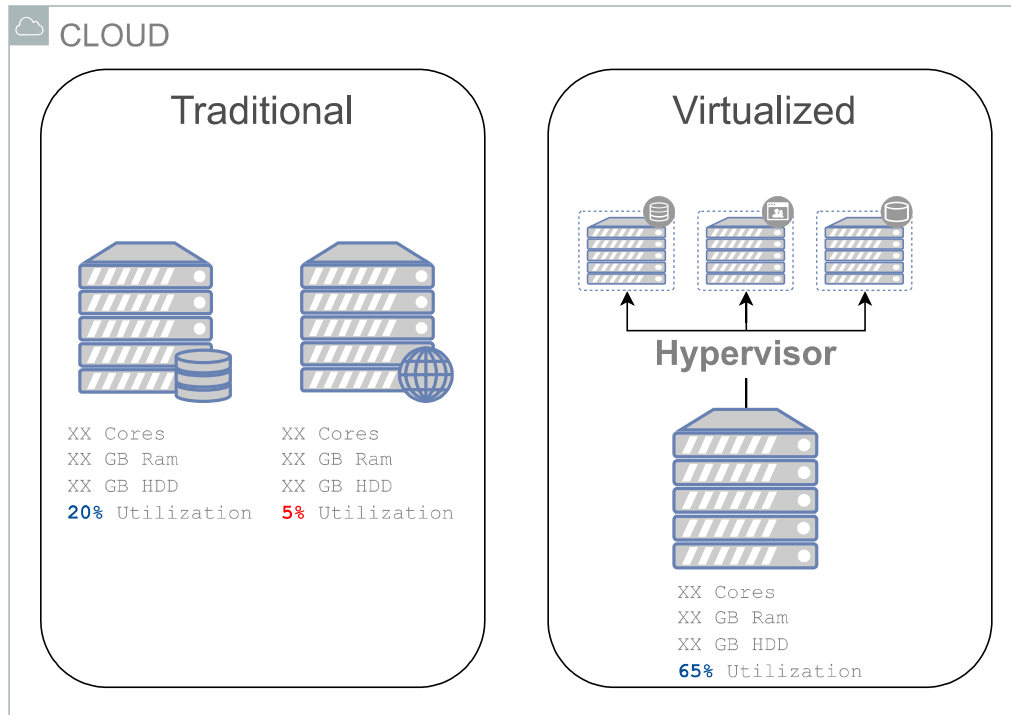 CLOUD
Traditional
XX Cores
XX GB Ram
XX GB HDD
20% Utilization
XX Cores
XX GB Ram
XX GB HDD
5% Utilization
Virtualized
Hypervisor
XX Cores
XX GB Ram
XX GB HDD
65% Utilization